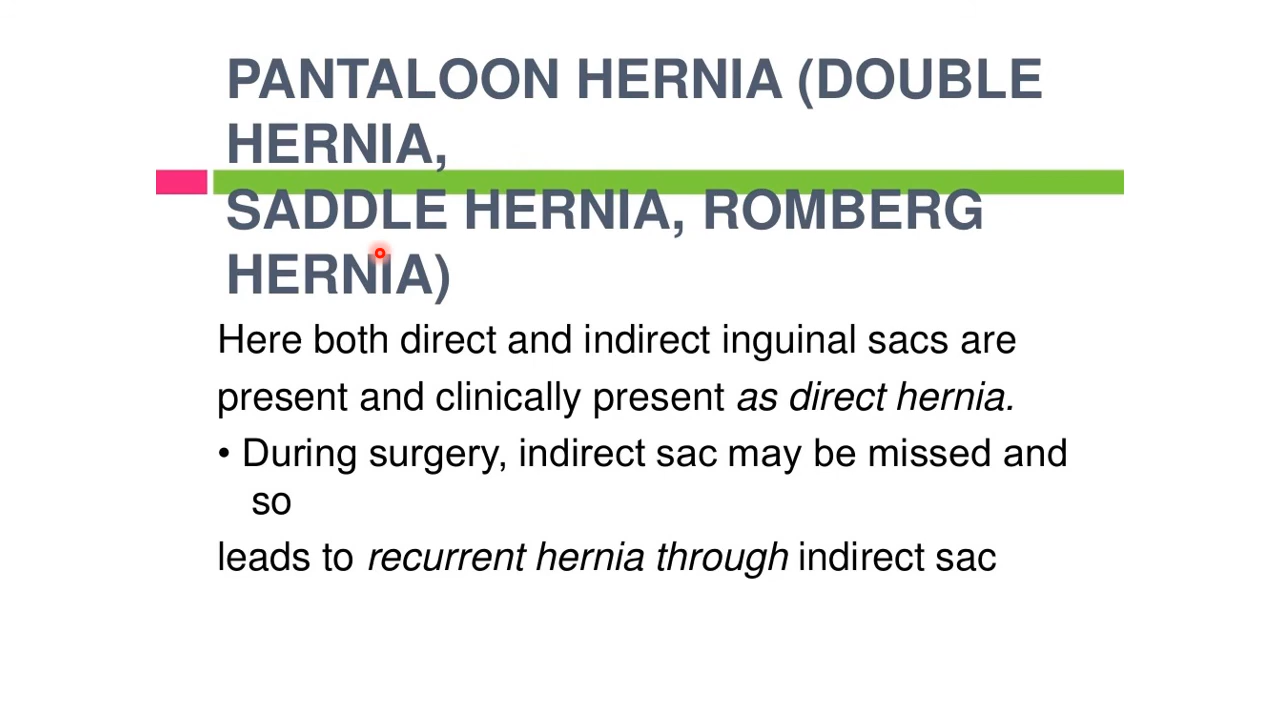 PANTALOON HERNIA (DOUBLE
HERNIA,
SADDLE HERNIA, ROMBERG
HERNIA)
Here both direct and indirect inguinal sacs are
present and clinically present as direct hernia.
• During surgery, indirect sac may be missed and
so
leads to recurrent hernia through indirect sac